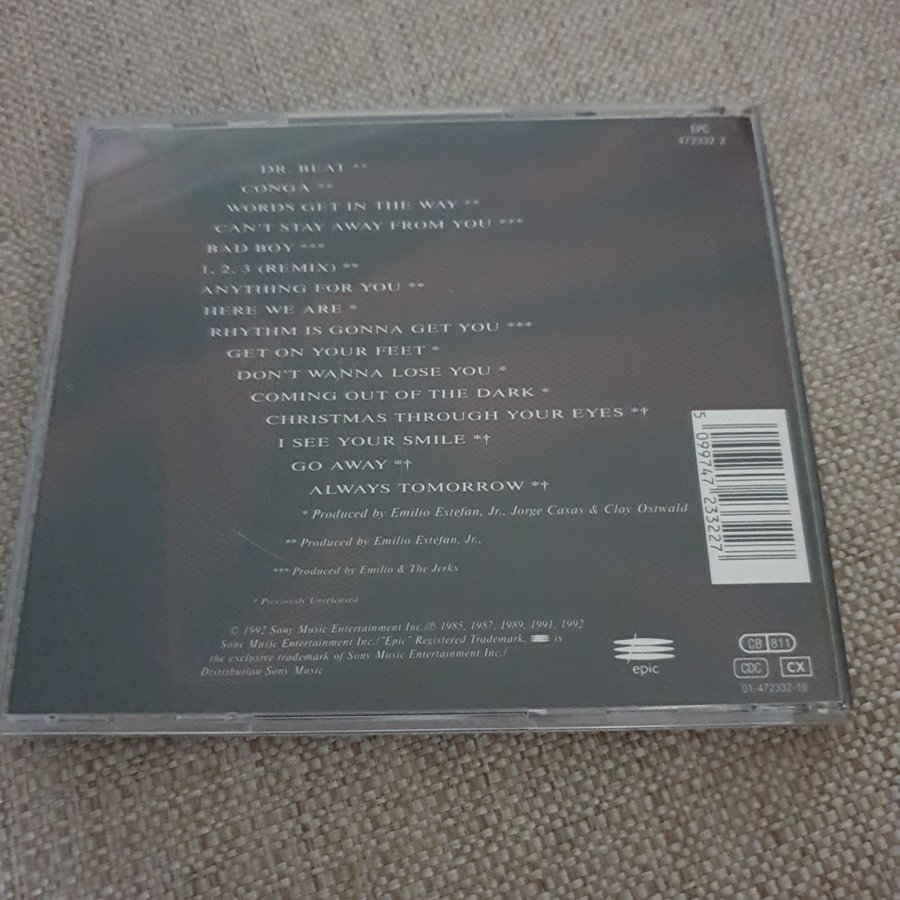 EPC
472332 2
DR. BEAT **
CONGA **
WORDS GET IN THE WAY **
CAN'T STAY AWAY FROM YOU ***
BAD BOY ***
1, 2, 3 (REMIX) **
ANYTHING FOR YOU **
HERE WE ARE *
RHYTHM IS GONNA GET YOU ***
GET ON YOUR FEET *
DON'T WANNA LOSE YOU *
COMING OUT OF THE DARK *
CHRISTMAS THROUGH YOUR EYES *†
I SEE YOUR SMILE *†
GO AWAY *†
ALWAYS TOMORROW *†
* Produced by Emilio Estefan, Jr., Jorge Casas & Clay Ostwald
** Produced by Emilio Estefan, Jr.,
*** Produced by Emilio & The Jerks
† Previously Unreleased
© 1992 Sony Music Entertainment Inc./℗ 1985, 1987, 1989, 1991, 1992
Sony Music Entertainment Inc./"Epic" Registered Trademark, is
the exclusive trademark of Sony Music Entertainment Inc./
Distribution Sony Music
epic
5 099747 233227
CB 811
CDC CX
01-472332-10